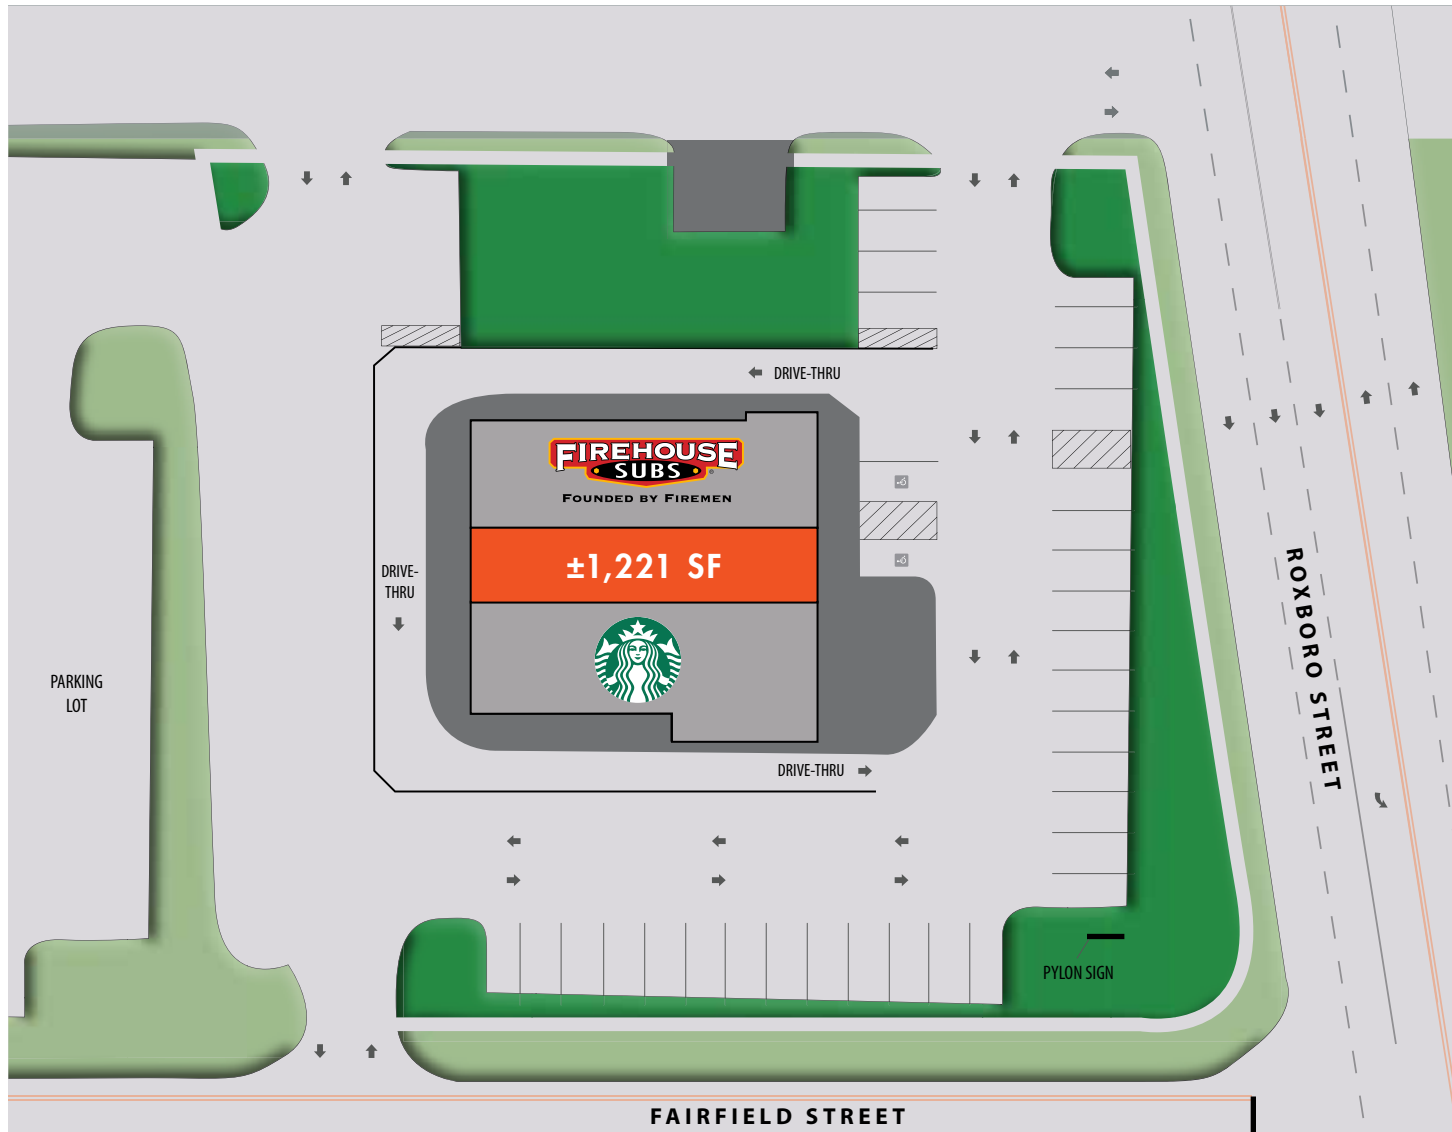 DRIVE-THRU
FIREHOUSE
SUBS
FOUNDED BY FIREMEN
±1,221 SF
DRIVE-
THRU
ROXBORO STREET
PARKING
LOT
DRIVE-THRU
PYLON SIGN
FAIRFIELD STREET